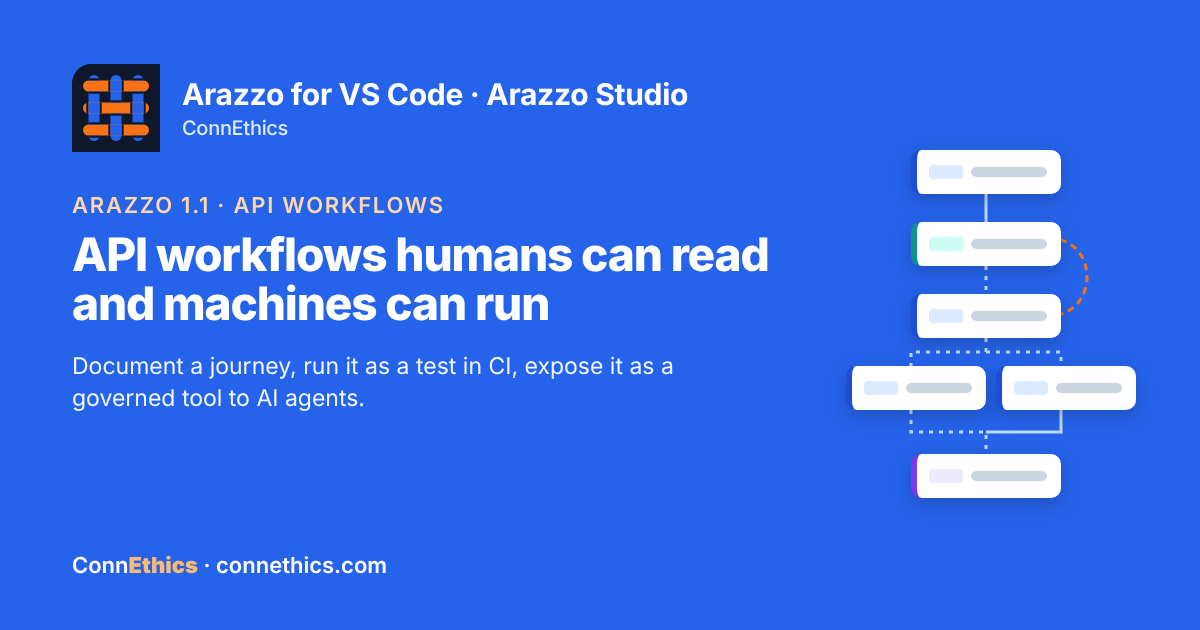 Arazzo for VS Code · Arazzo Studio
ConnEthics
ARAZZO 1.1 · API WORKFLOWS
API workflows humans can read
and machines can run
Document a journey, run it as a test in CI, expose it as a
governed tool to AI agents.
ConnEthics · connethics.com